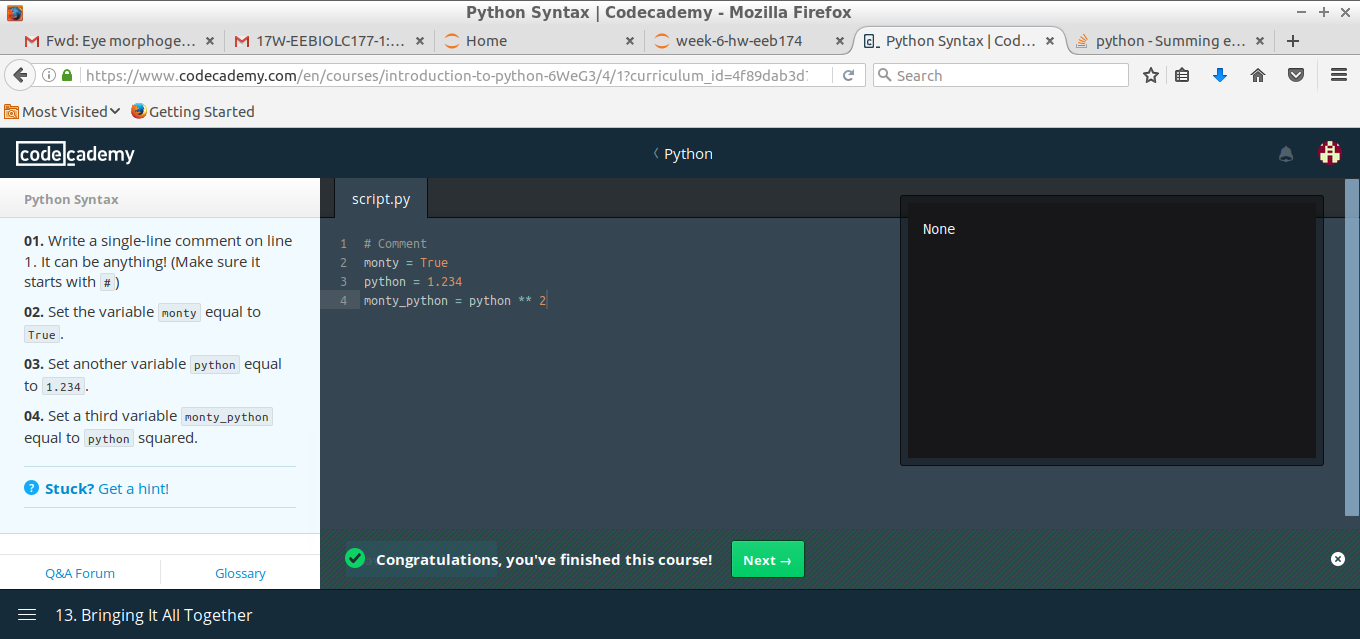 Python Syntax | Codecademy - Mozilla Firefox
Fwd: Eye morphoge...
17W-EEBIOLC177-1:...
Home
week-6-hw-eeb174
Python Syntax | Cod...
python - Summing e...
https://www.codecademy.com/en/courses/introduction-to-python-6WeG3/4/1?curriculum_id=4f89dab3d
Search
Most Visited
Getting Started
codecademy
Python
Python Syntax
script.py
01. Write a single-line comment on line
1. It can be anything! (Make sure it
starts with #)
02. Set the variable monty equal to
True.
03. Set another variable python equal
to 1.234.
04. Set a third variable monty_python
equal to python squared.
? Stuck? Get a hint!
Q&A Forum
Glossary
1 # Comment
2 monty = True
3 python = 1.234
4 monty_python = python ** 2
None
Congratulations, you've finished this course!
Next →
13. Bringing It All Together